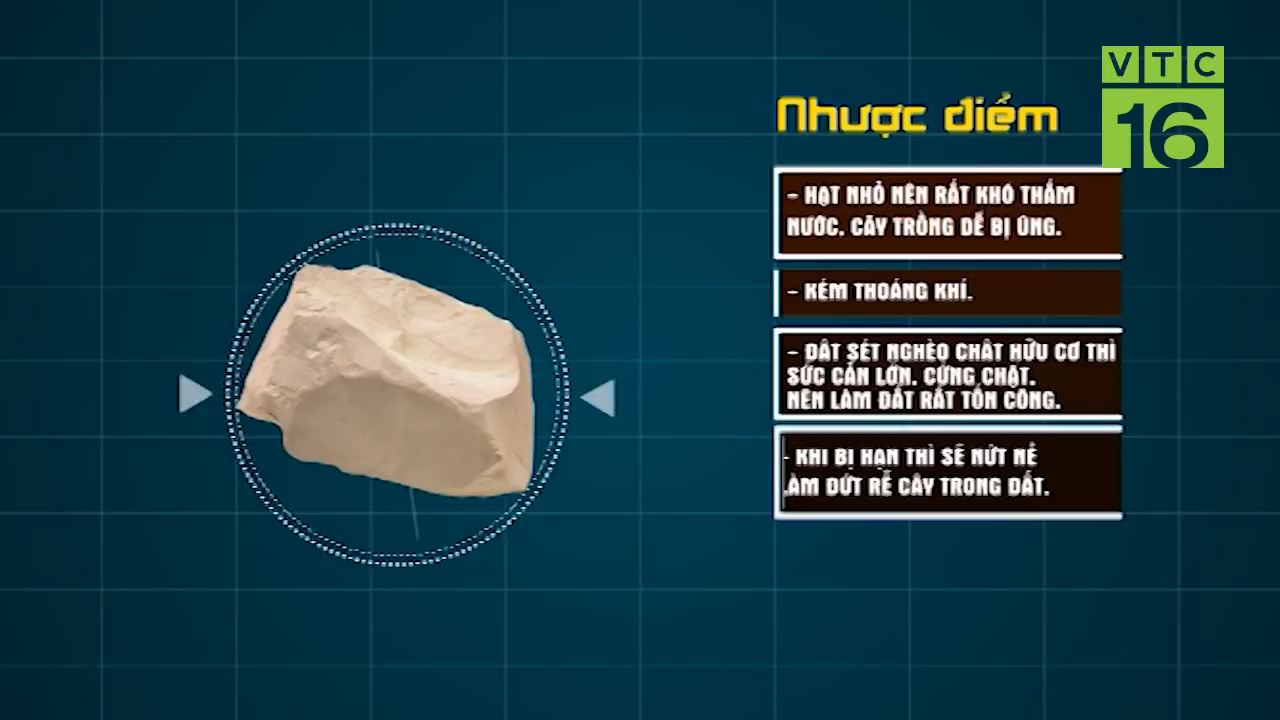 VTC
16
Nhược điểm
- HẠT NHỎ NÊN RẤT KHÓ THẤM
NƯỚC. CÂY TRỒNG DỄ BỊ ÚNG.
- KÉM THOÁNG KHÍ.
- ĐẤT SÉT NGHÈO CHẤT HỮU CƠ THÌ
SỨC CẢN LỚN. CỨNG CHẶT.
NÊN LÀM ĐẤT RẤT TỐN CÔNG.
- KHI BỊ HẠN THÌ SẼ NỨT NẺ
LÀM ĐỨT RỄ CÂY TRONG ĐẤT.